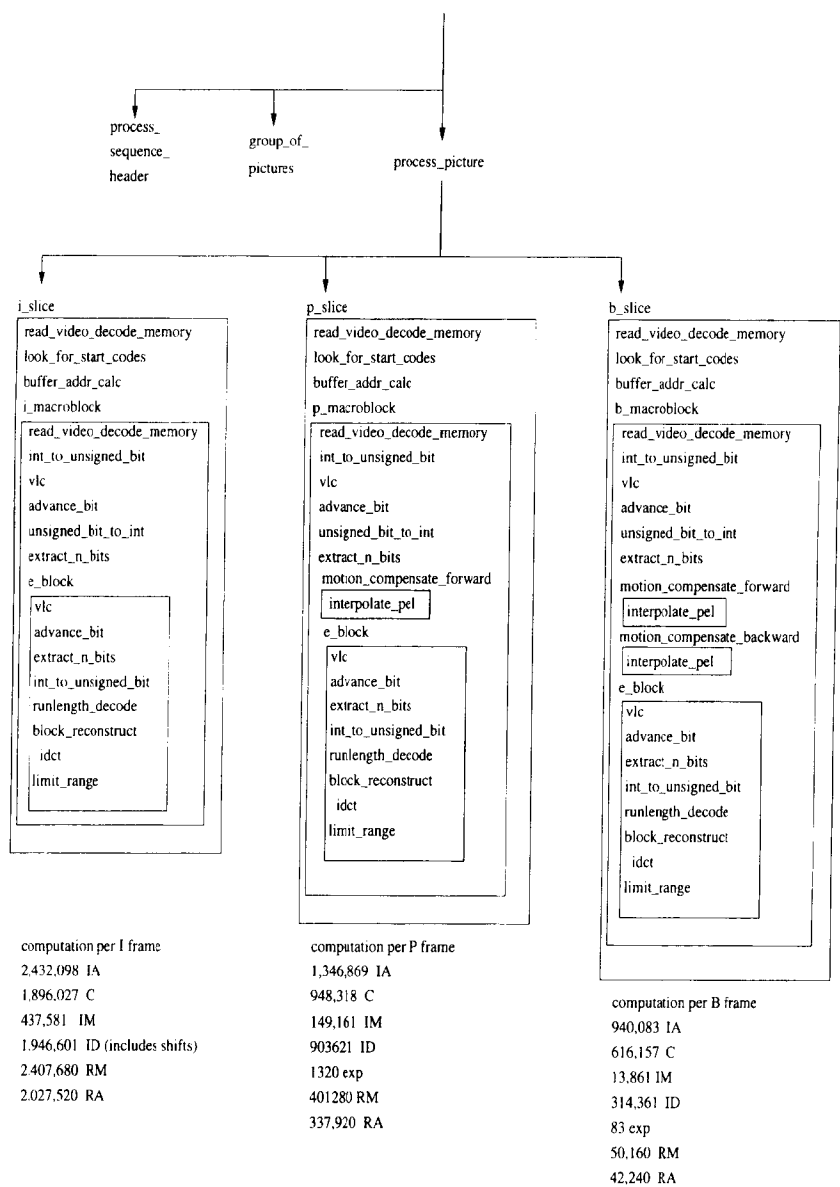 process_
sequence_
header
group_of_
pictures
process_picture
i_slice
read_video_decode_memory
look_for_start_codes
buffer_addr_calc
i_macroblock
read_video_decode_memory
int_to_unsigned_bit
vlc
advance_bit
unsigned_bit_to_int
extract_n_bits
e_block
vlc
advance_bit
extract_n_bits
int_to_unsigned_bit
runlength_decode
block_reconstruct
idct
limit_range
computation per I frame
2,432,098 IA
1,896,027 C
437,581 IM
1,946,601 ID (includes shifts)
2,407,680 RM
2,027,520 RA
p_slice
read_video_decode_memory
look_for_start_codes
buffer_addr_calc
p_macroblock
read_video_decode_memory
int_to_unsigned_bit
vlc
advance_bit
unsigned_bit_to_int
extract_n_bits
motion_compensate_forward
interpolate_pel
e_block
vlc
advance_bit
extract_n_bits
int_to_unsigned_bit
runlength_decode
block_reconstruct
idct
limit_range
computation per P frame
1,346,869 IA
948,318 C
149,161 IM
903621 ID
1320 exp
401280 RM
337,920 RA
b_slice
read_video_decode_memory
look_for_start_codes
buffer_addr_calc
b_macroblock
read_video_decode_memory
int_to_unsigned_bit
vlc
advance_bit
unsigned_bit_to_int
extract_n_bits
motion_compensate_forward
interpolate_pel
motion_compensate_backward
interpolate_pel
e_block
vlc
advance_bit
extract_n_bits
int_to_unsigned_bit
runlength_decode
block_reconstruct
idct
limit_range
computation per B frame
940,083 IA
616,157 C
13,861 IM
314,361 ID
83 exp
50,160 RM
42,240 RA